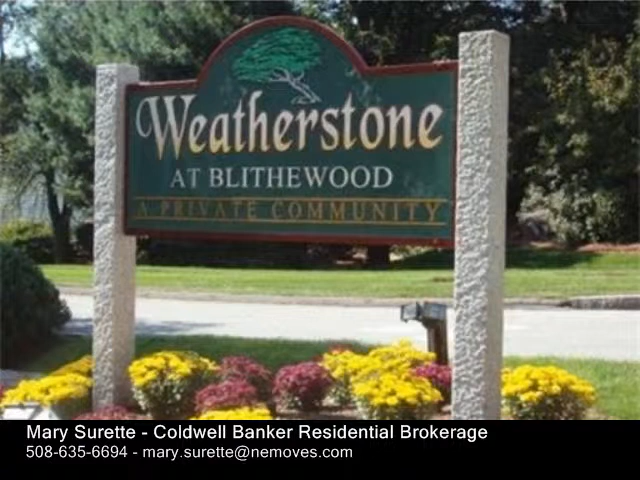 Weatherstone
AT BLITHEWOOD
A PRIVATE COMMUNITY
Mary Surette - Coldwell Banker Residential Brokerage
508-635-6694 - mary.surette@nemoves.com